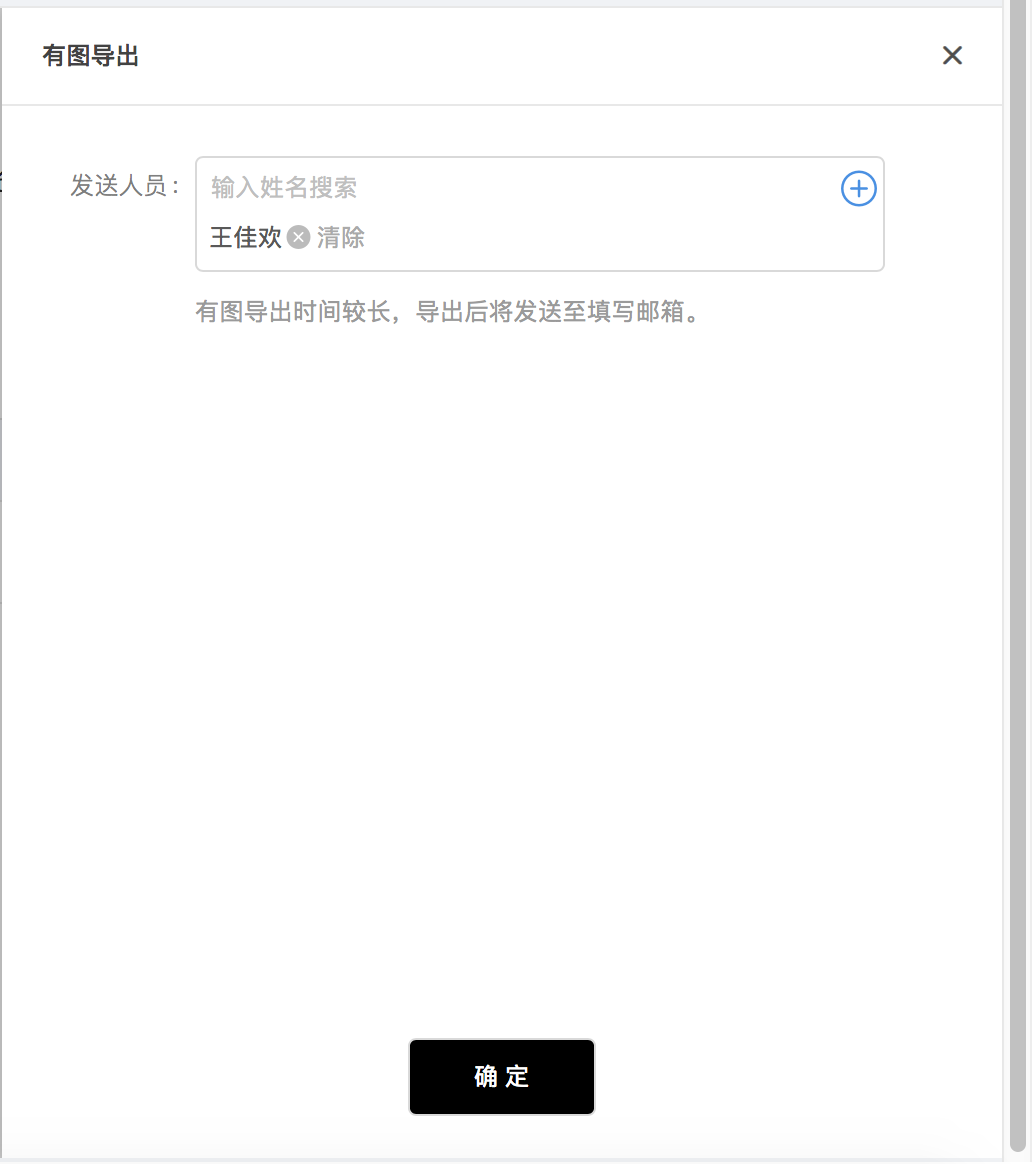 有图导出
发送人员：
输入姓名搜索
王佳欢 清除
有图导出时间较长，导出后将发送至填写邮箱。
确 定